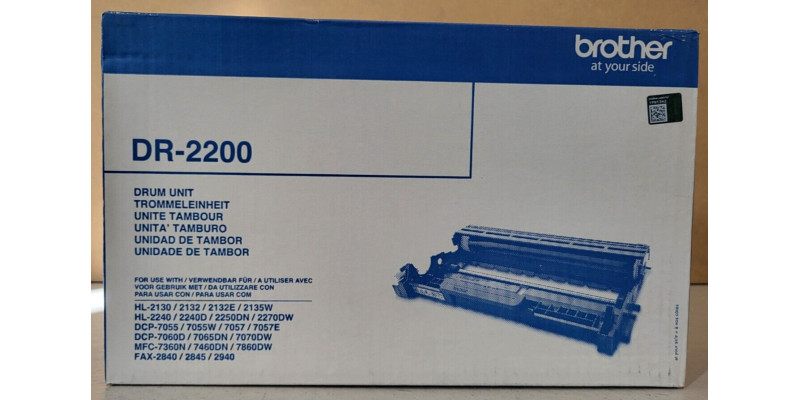 brother
at your side
DR-2200
DRUM UNIT
TROMMELEINHEIT
UNITE TAMBOUR
UNITA' TAMBURO
UNIDAD DE TAMBOR
UNIDADE DE TAMBOR
FOR USE WITH / VERWENDBAR FÜR / A UTILISER AVEC
VOOR GEBRUIK MET / DA UTILIZZARE CON
PARA USAR CON / PARA USAR COM
HL-2130 / 2132 / 2132E / 2135W
HL-2240 / 2240D / 2250DN / 2270DW
DCP-7055 / 7055W / 7057 / 7057E
DCP-7060D / 7065DN / 7070DW
MFC-7360N / 7460DN / 7860DW
FAX-2840 / 2845 / 2940